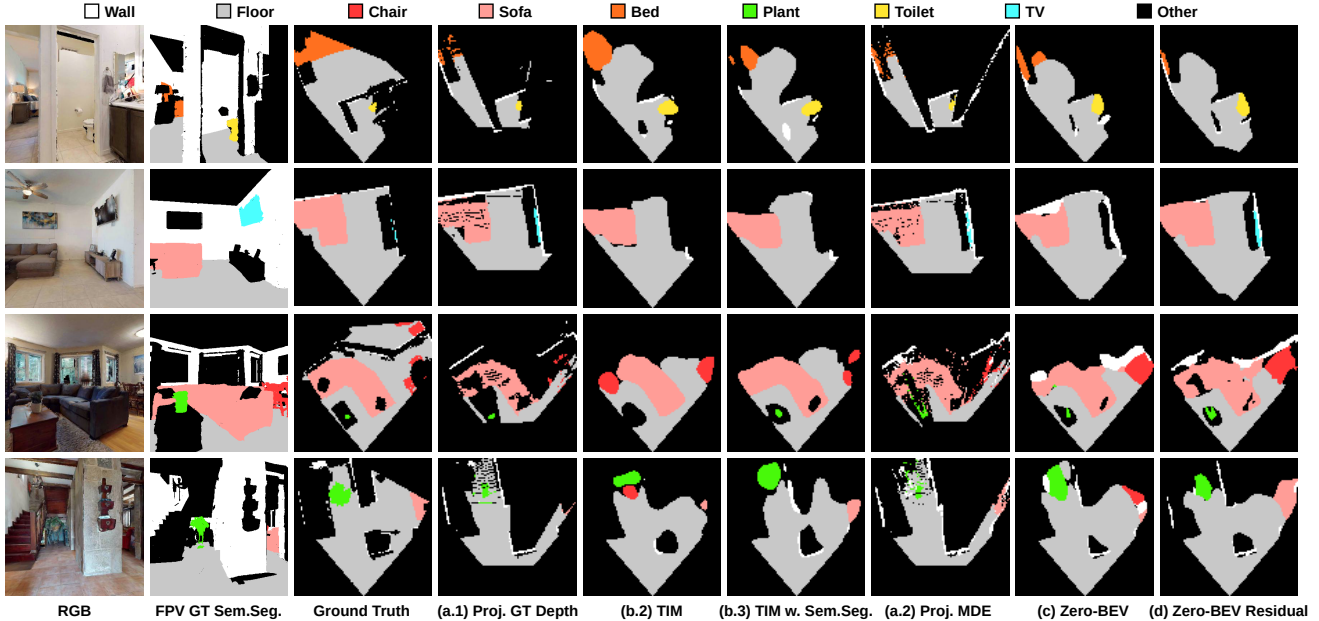 Wall Floor Chair Sofa Bed Plant Toilet TV Other
RGB FPV GT Sem.Seg. Ground Truth (a.1) Proj. GT Depth (b.2) TIM (b.3) TIM w. Sem.Seg. (a.2) Proj. MDE (c) Zero-BEV (d) Zero-BEV Residual